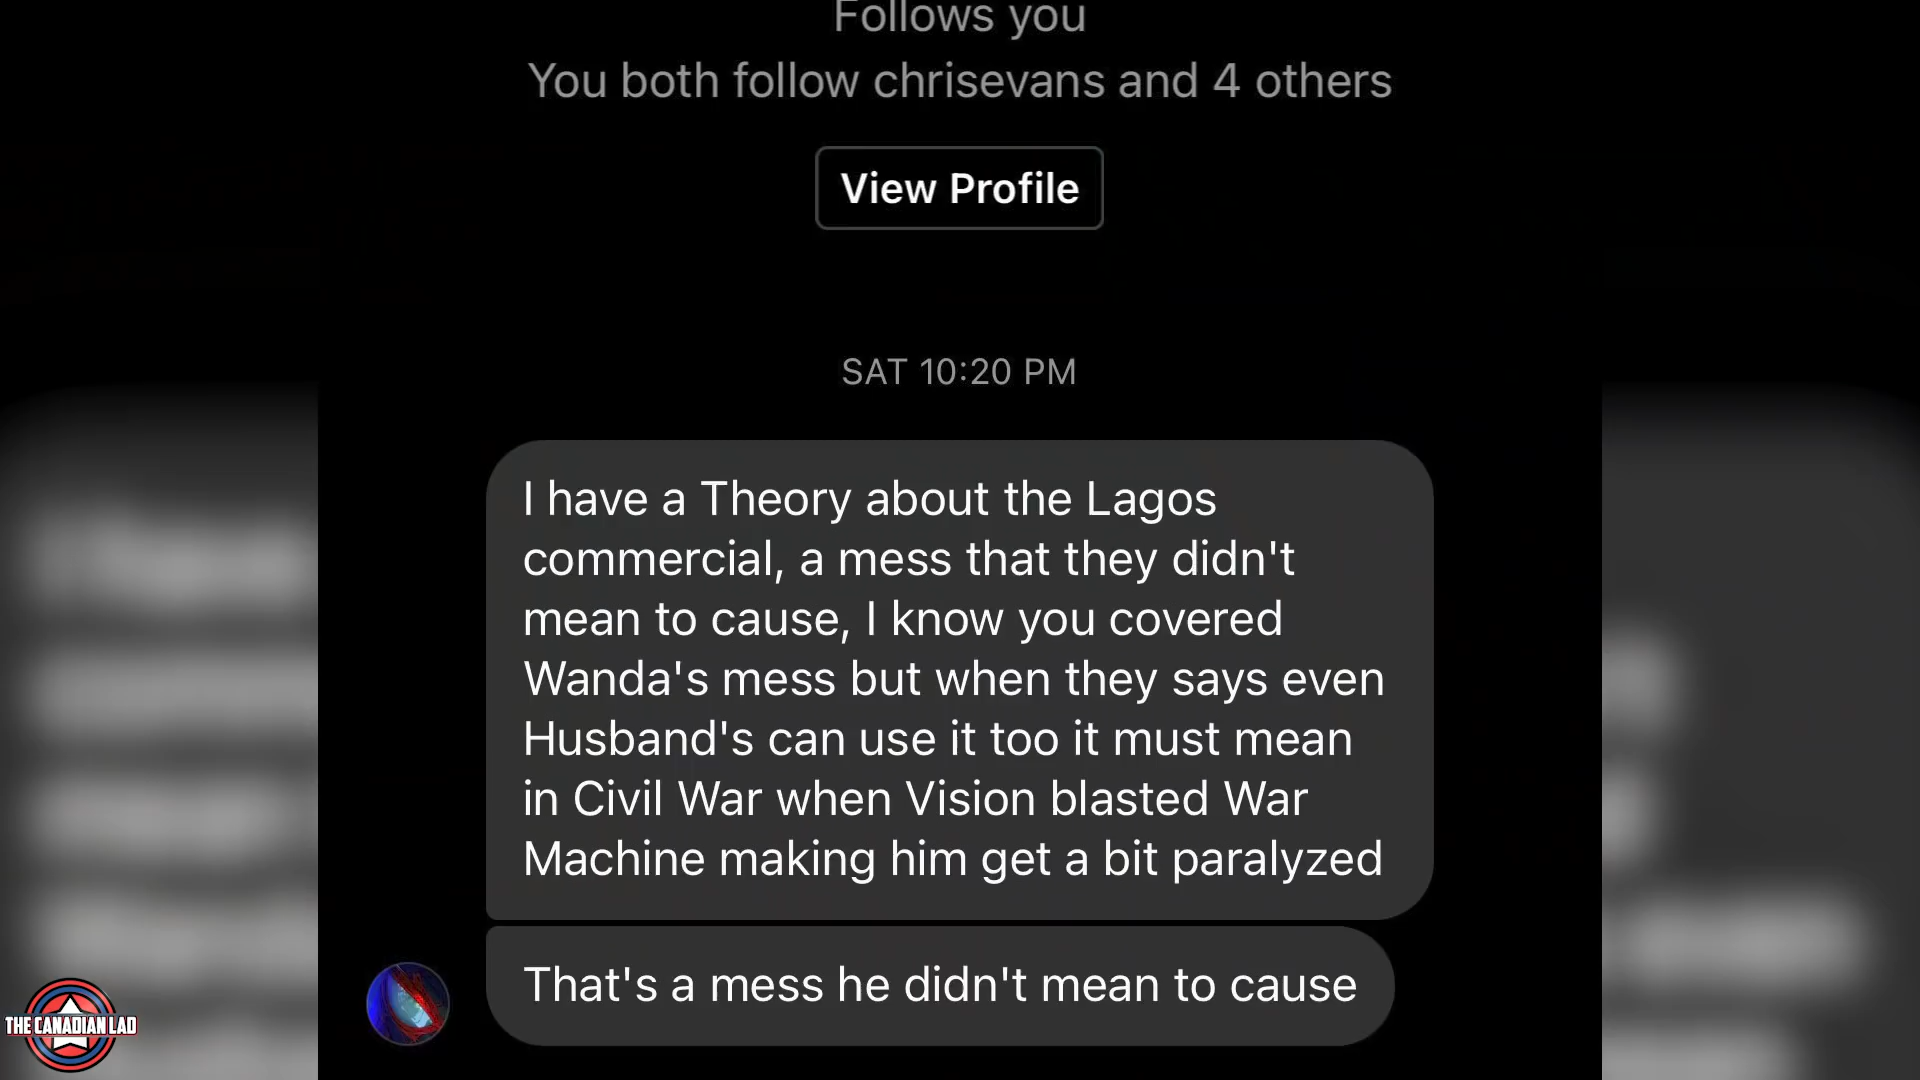 Follows you
You both follow chrisevans and 4 others
View Profile
SAT 10:20 PM
I have a Theory about the Lagos
commercial, a mess that they didn't
mean to cause, I know you covered
Wanda's mess but when they says even
Husband's can use it too it must mean
in Civil War when Vision blasted War
Machine making him get a bit paralyzed
That's a mess he didn't mean to cause
THE CANADIAN LAD